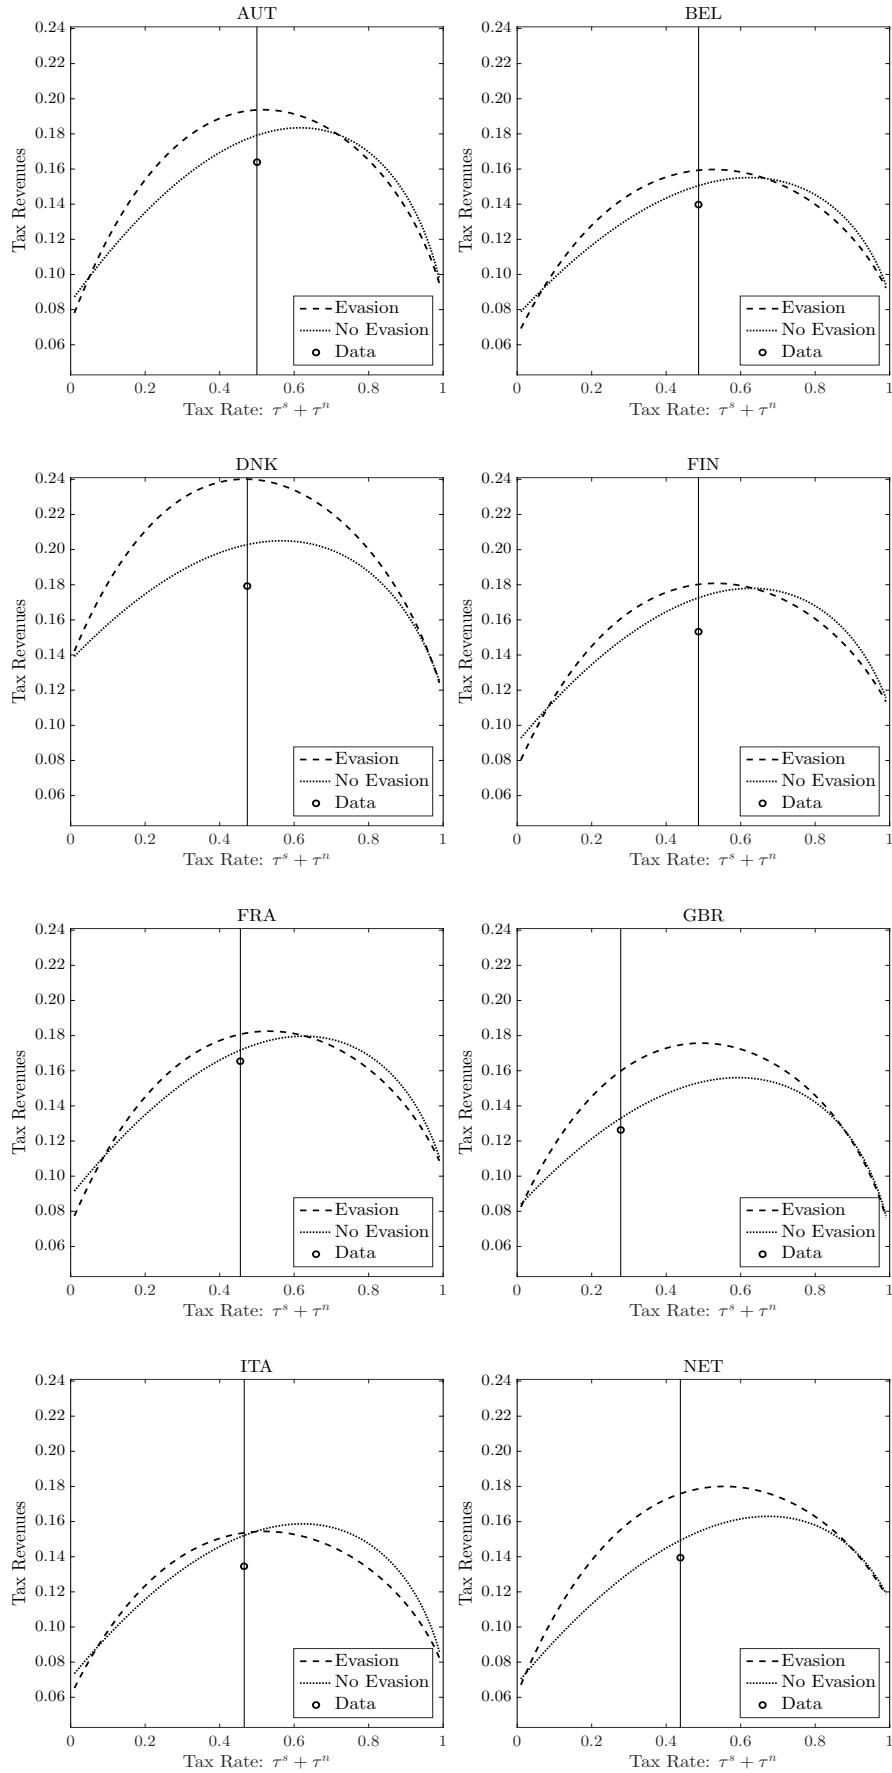 AUT
0.24
0.22
0.20
0.18
0.16
0.14
0.12
0.10
0.08
0.06
Tax Revenues
Evasion
No Evasion
Data
0 0.2 0.4 0.6 0.8 1
Tax Rate: τ^s + τ^n
BEL
0.24
0.22
0.20
0.18
0.16
0.14
0.12
0.10
0.08
0.06
Tax Revenues
Evasion
No Evasion
Data
0 0.2 0.4 0.6 0.8 1
Tax Rate: τ^s + τ^n
DNK
0.24
0.22
0.20
0.18
0.16
0.14
0.12
0.10
0.08
0.06
Tax Revenues
Evasion
No Evasion
Data
0 0.2 0.4 0.6 0.8 1
Tax Rate: τ^s + τ^n
FIN
0.24
0.22
0.20
0.18
0.16
0.14
0.12
0.10
0.08
0.06
Tax Revenues
Evasion
No Evasion
Data
0 0.2 0.4 0.6 0.8 1
Tax Rate: τ^s + τ^n
FRA
0.24
0.22
0.20
0.18
0.16
0.14
0.12
0.10
0.08
0.06
Tax Revenues
Evasion
No Evasion
Data
0 0.2 0.4 0.6 0.8 1
Tax Rate: τ^s + τ^n
GBR
0.24
0.22
0.20
0.18
0.16
0.14
0.12
0.10
0.08
0.06
Tax Revenues
Evasion
No Evasion
Data
0 0.2 0.4 0.6 0.8 1
Tax Rate: τ^s + τ^n
ITA
0.24
0.22
0.20
0.18
0.16
0.14
0.12
0.10
0.08
0.06
Tax Revenues
Evasion
No Evasion
Data
0 0.2 0.4 0.6 0.8 1
Tax Rate: τ^s + τ^n
NET
0.24
0.22
0.20
0.18
0.16
0.14
0.12
0.10
0.08
0.06
Tax Revenues
Evasion
No Evasion
Data
0 0.2 0.4 0.6 0.8 1
Tax Rate: τ^s + τ^n